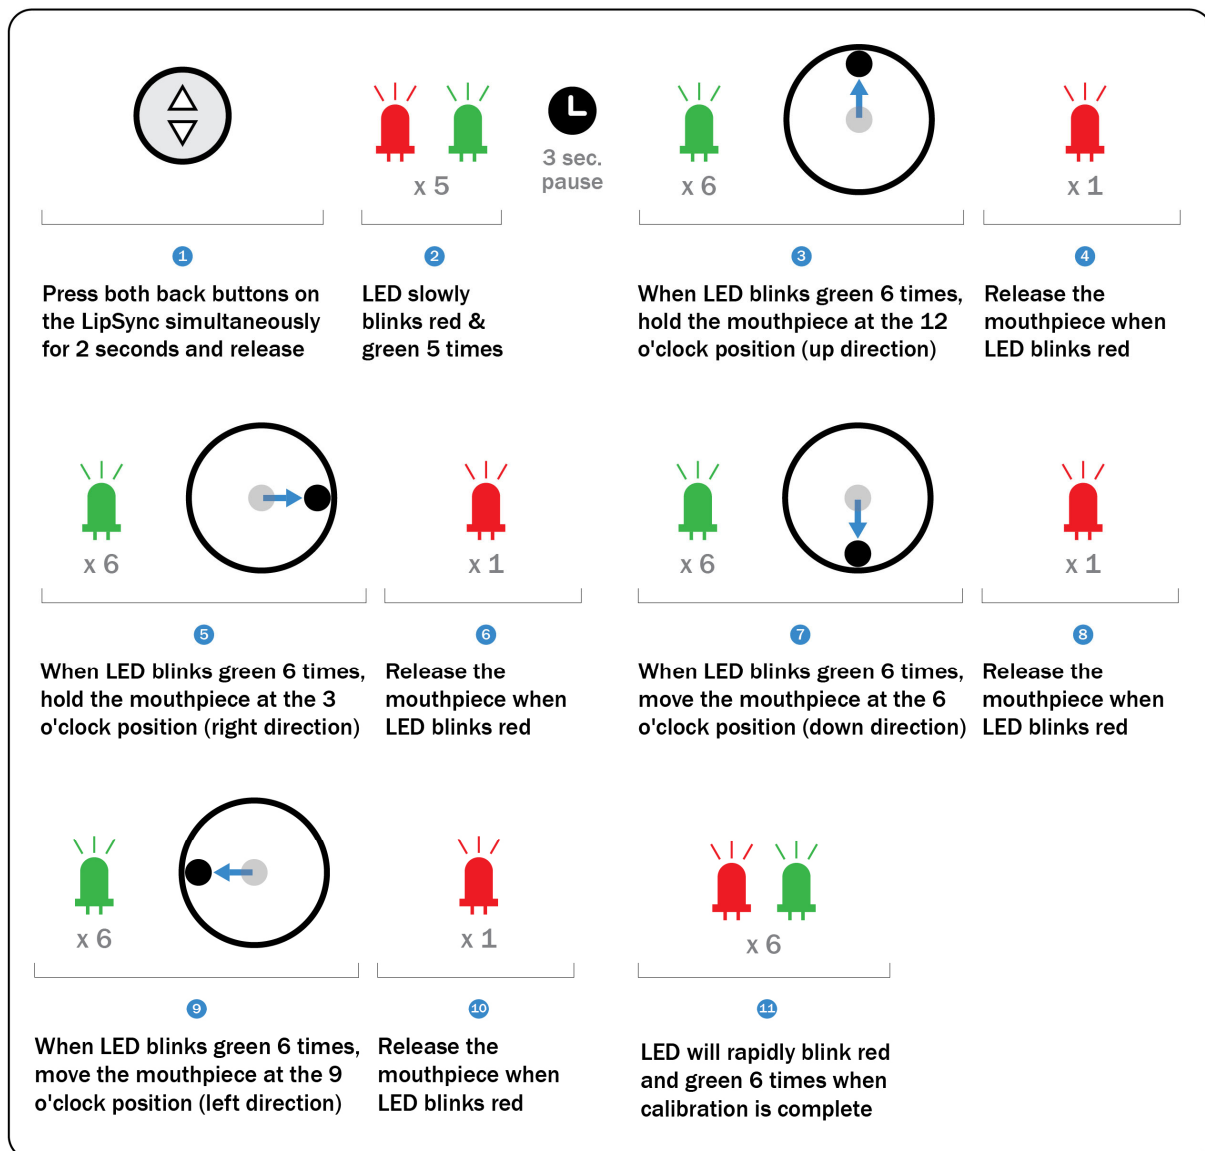 x 5
3 sec.
pause
x 6
x 1
1
2
3
4
Press both back buttons on
the LipSync simultaneously
for 2 seconds and release
LED slowly
blinks red &
green 5 times
When LED blinks green 6 times,
hold the mouthpiece at the 12
o'clock position (up direction)
Release the
mouthpiece when
LED blinks red
x 6
x 1
x 6
x 1
5
6
7
8
When LED blinks green 6 times,
hold the mouthpiece at the 3
o'clock position (right direction)
Release the
mouthpiece when
LED blinks red
When LED blinks green 6 times,
move the mouthpiece at the 6
o'clock position (down direction)
Release the
mouthpiece when
LED blinks red
x 6
x 1
x 6
9
10
11
When LED blinks green 6 times,
move the mouthpiece at the 9
o'clock position (left direction)
Release the
mouthpiece when
LED blinks red
LED will rapidly blink red
and green 6 times when
calibration is complete